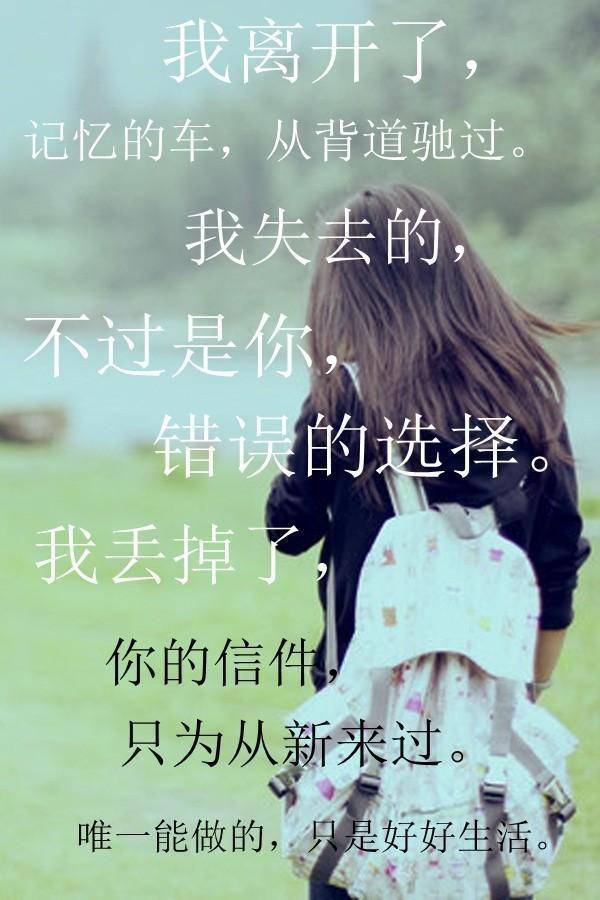 我离开了，
记忆的车，从背道驰过。
我失去的，
不过是你，
错误的选择。
我丢掉了，
你的信件，
只为从新来过。
唯一能做的，只是好好生活。